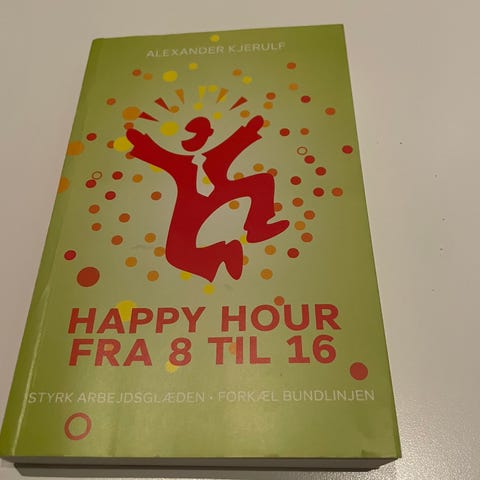 ALEXANDER KJERULF
HAPPY HOUR
FRA 8 TIL 16
STYRK ARBEJDSGLÆDEN • FORKÆL BUNDLINJEN